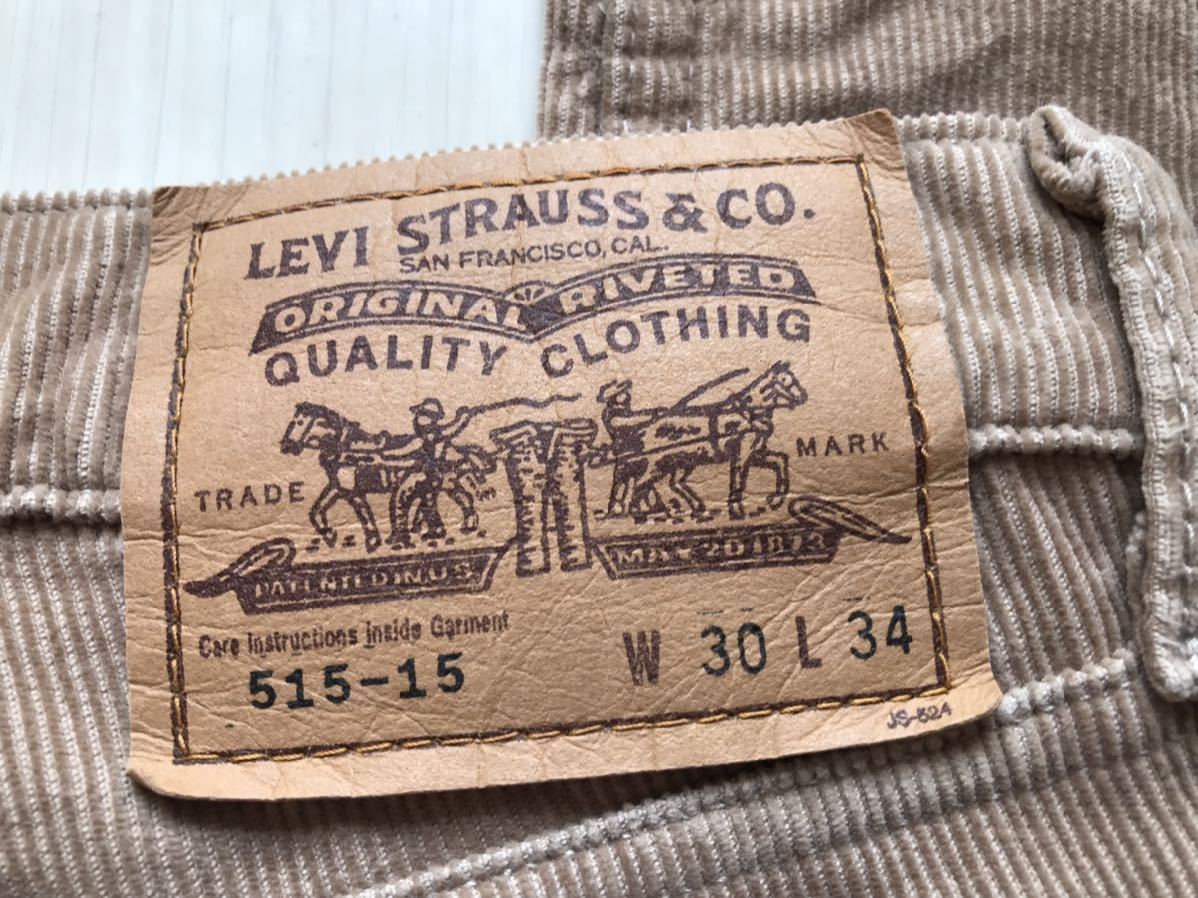 LEVI STRAUSS & CO.
SAN FRANCISCO, CAL.
ORIGINAL RIVETED
QUALITY CLOTHING
TRADE MARK
PATENTED IN U.S. MAY 20 1873
Care Instructions Inside Garment
515-15 W 30 L 34
JS-524